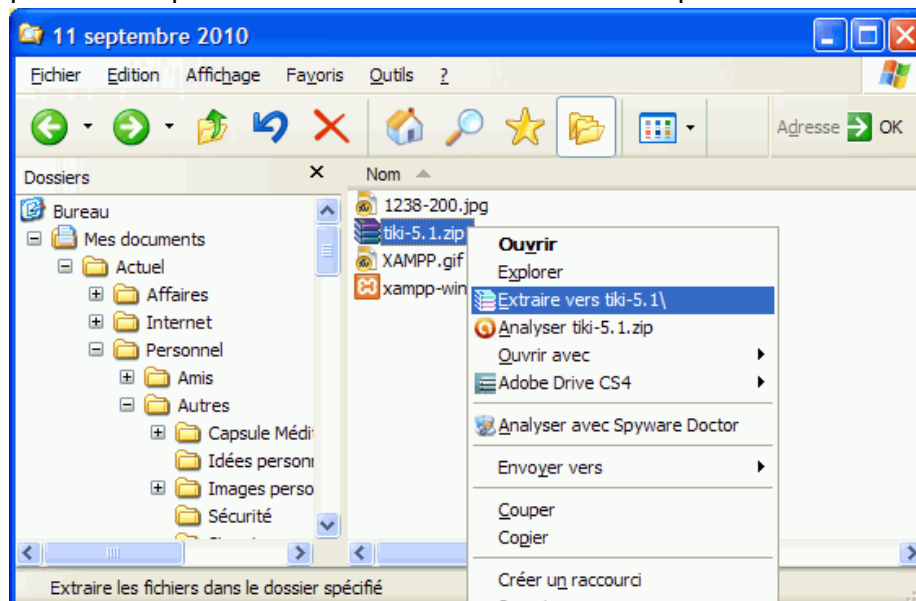 11 septembre 2010
Fichier Edition Affichage Favoris Outils ?
Adresse OK
Dossiers
Bureau
Mes documents
Actuel
Affaires
Internet
Personnel
Amis
Autres
Capsule Médi
Idées person
Images perso
Sécurité
Nom
1238-200.jpg
tiki-5.1.zip
XAMPP.gif
xampp-win
Ouvrir
Explorer
Extraire vers tiki-5.1\
Analyser tiki-5.1.zip
Ouvrir avec
Adobe Drive CS4
Analyser avec Spyware Doctor
Envoyer vers
Couper
Copier
Créer un raccourci
Extraire les fichiers dans le dossier spécifié